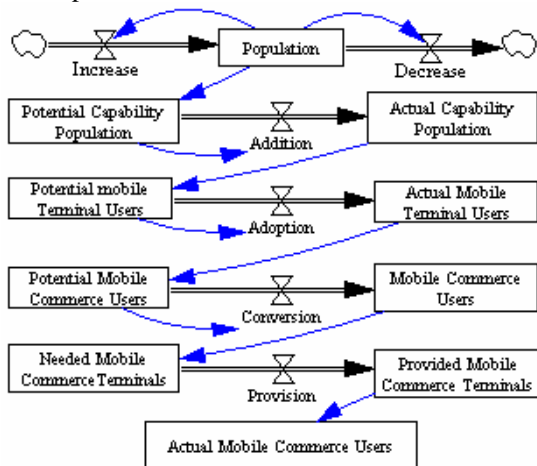 Population
Increase
Decrease
Potential Capability
Population
Addition
Actual Capability
Population
Potential mobile
Terminal Users
Adoption
Actual Mobile
Terminal Users
Potential Mobile
Commerce Users
Conversion
Mobile Commerce
Users
Needed Mobile
Commerce Terminals
Provision
Provided Mobile
Commerce Terminals
Actual Mobile Commerce Users